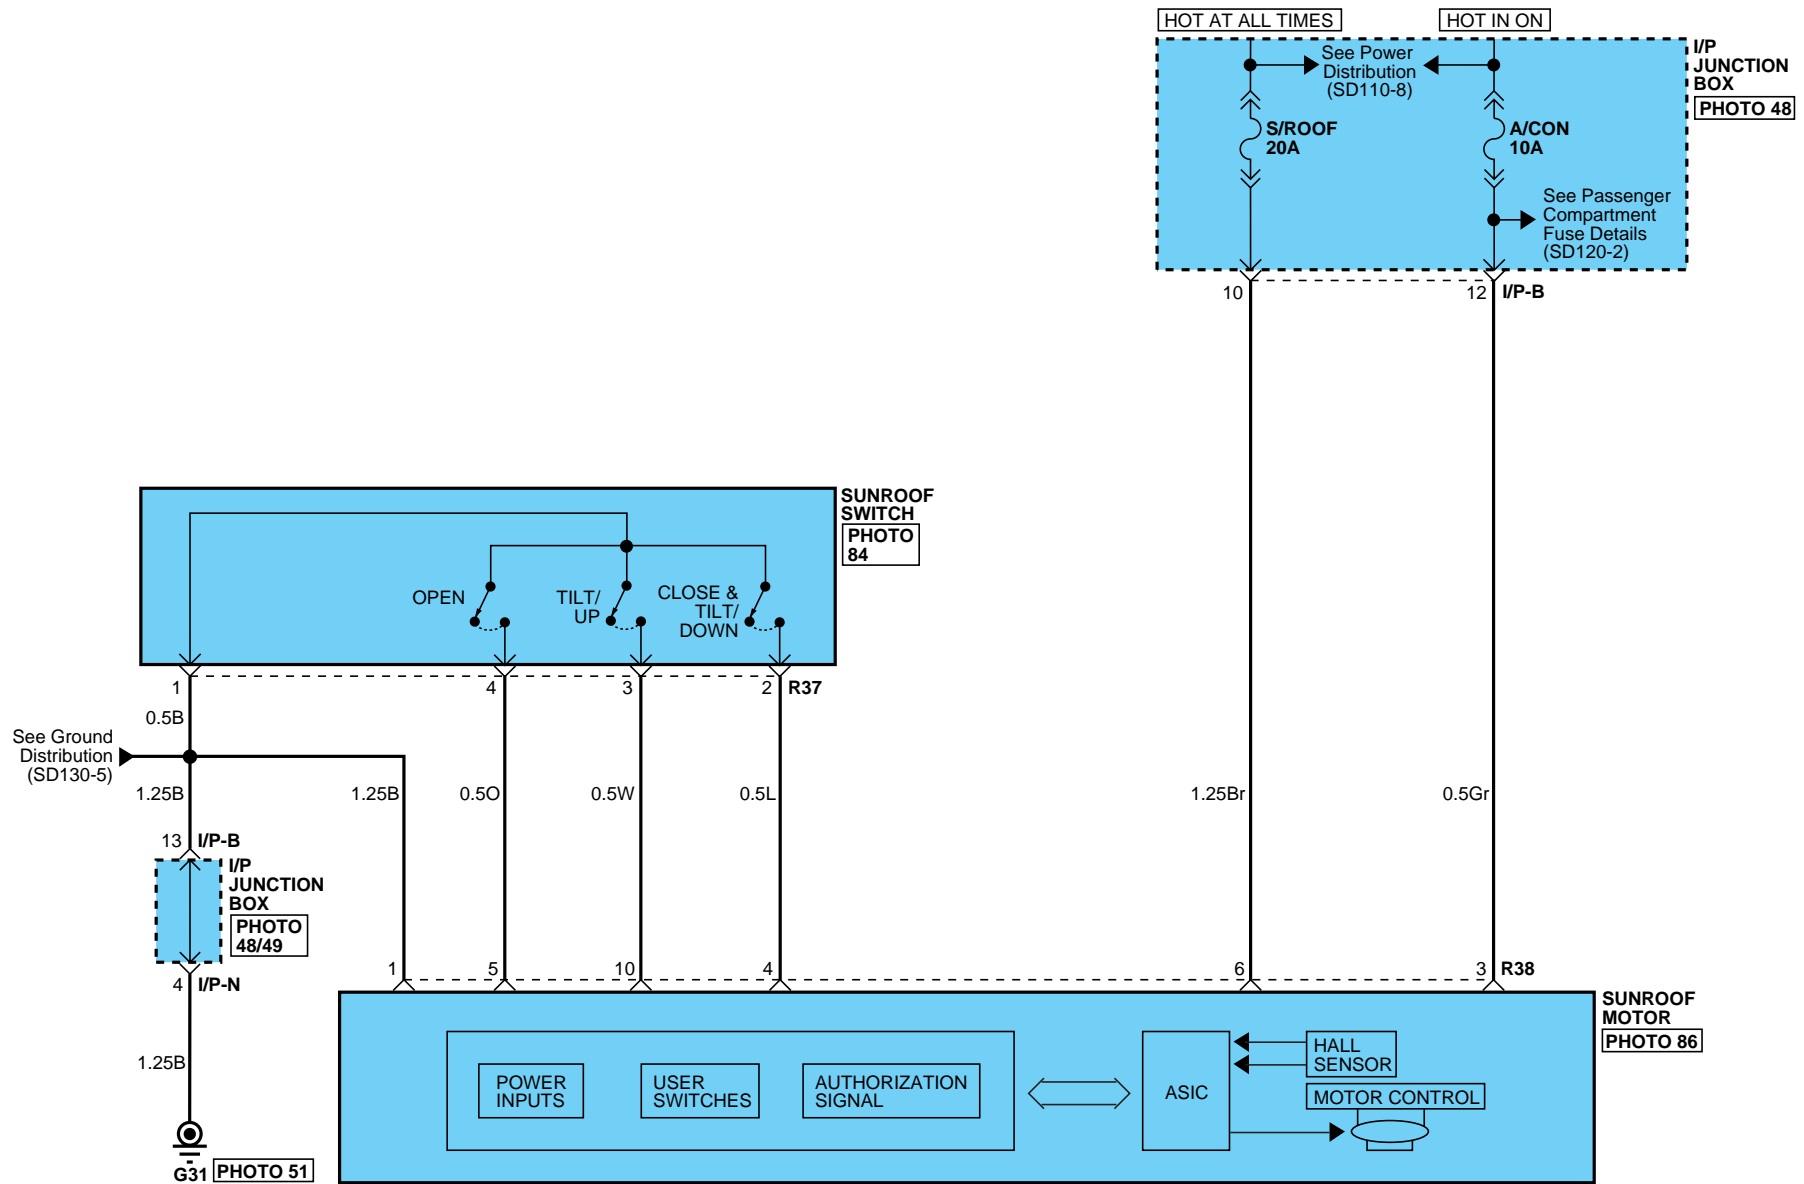 HOT AT ALL TIMES
HOT IN ON
See Power
Distribution
(SD110-8)
I/P
JUNCTION
BOX
PHOTO 48
S/ROOF
20A
A/CON
10A
See Passenger
Compartment
Fuse Details
(SD120-2)
10
12
I/P-B
SUNROOF
SWITCH
PHOTO
84
OPEN
TILT/
UP
CLOSE &
TILT/
DOWN
1
4
3
2
R37
0.5B
See Ground
Distribution
(SD130-5)
1.25B
1.25B
0.5O
0.5W
0.5L
1.25Br
0.5Gr
13
I/P-B
I/P
JUNCTION
BOX
PHOTO
48/49
4
I/P-N
1
5
10
4
6
3
R38
SUNROOF
MOTOR
PHOTO 86
POWER
INPUTS
USER
SWITCHES
AUTHORIZATION
SIGNAL
ASIC
HALL
SENSOR
MOTOR CONTROL
1.25B
G31
PHOTO 51